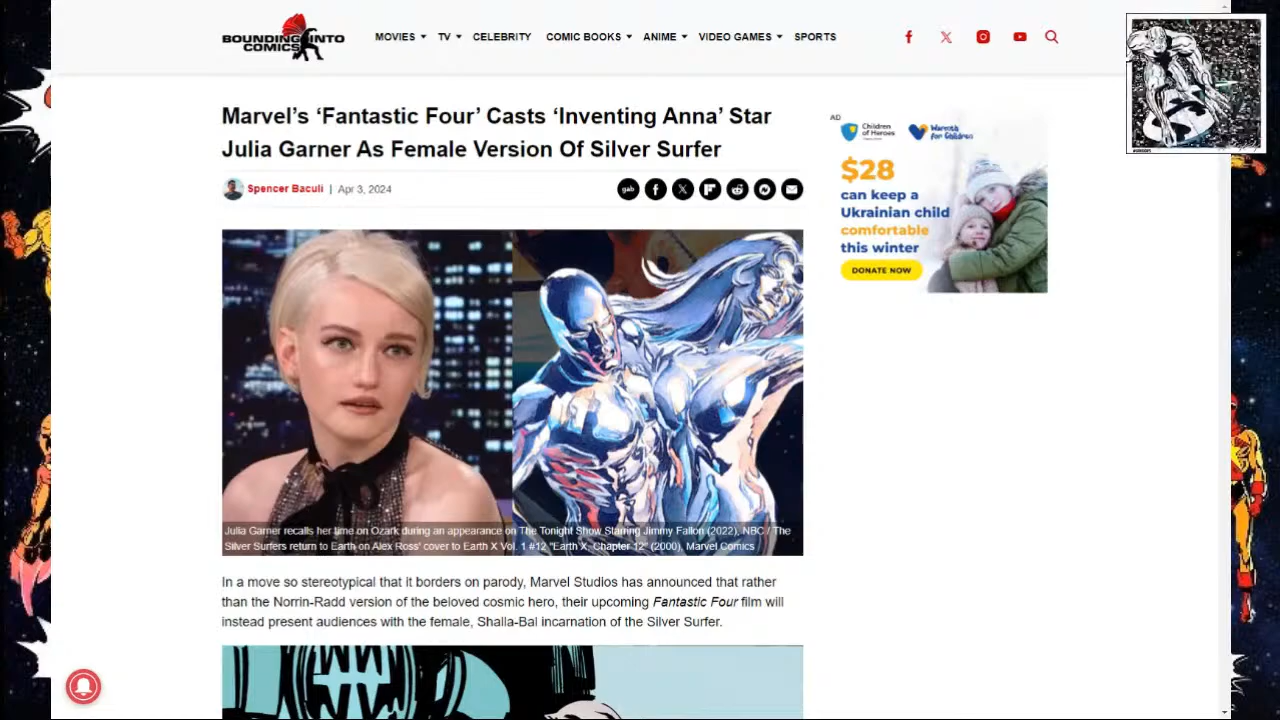 BOUNDING INTO
COMICS
MOVIES TV CELEBRITY COMIC BOOKS ANIME VIDEO GAMES SPORTS
Marvel’s ‘Fantastic Four’ Casts ‘Inventing Anna’ Star
Julia Garner As Female Version Of Silver Surfer
Spencer Baculi | Apr 3, 2024
gab
AD
Children of Heroes
Warmth for Children
$28
can keep a
Ukrainian child
comfortable
this winter
DONATE NOW
Julia Garner recalls her time on Ozark during an appearance on The Tonight Show Starring Jimmy Fallon (2022), NBC / The
Silver Surfers return to Earth on Alex Ross' cover to Earth X Vol. 1 #12 "Earth X, Chapter 12" (2000), Marvel Comics
In a move so stereotypical that it borders on parody, Marvel Studios has announced that rather
than the Norrin-Radd version of the beloved cosmic hero, their upcoming Fantastic Four film will
instead present audiences with the female, Shalla-Bal incarnation of the Silver Surfer.